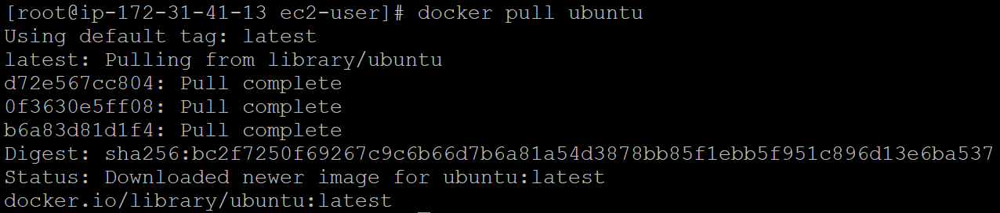 [root@ip-172-31-41-13 ec2-user]# docker pull ubuntu
Using default tag: latest
latest: Pulling from library/ubuntu
d72e567cc804: Pull complete
0f3630e5ff08: Pull complete
b6a83d81d1f4: Pull complete
Digest: sha256:bc2f7250f69267c9c6b66d7b6a81a54d3878bb85f1ebb5f951c896d13e6ba537
Status: Downloaded newer image for ubuntu:latest
docker.io/library/ubuntu:latest